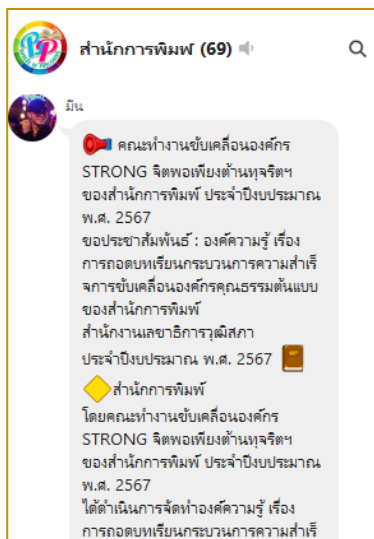 สำนักการพิมพ์ (69)
มีน
คณะทำงานขับเคลื่อนองค์กร
STRONG จิตพอเพียงต้านทุจริตฯ
ของสำนักการพิมพ์ ประจำปีงบประมาณ
พ.ศ. 2567
ขอประชาสัมพันธ์ : องค์ความรู้ เรื่อง
การถอดบทเรียนกระบวนการความสำเร็
จการขับเคลื่อนองค์กรคุณธรรมต้นแบบ
ของสำนักการพิมพ์
สำนักงานเลขาธิการวุฒิสภา
ประจำปีงบประมาณ พ.ศ. 2567
สำนักการพิมพ์
โดยคณะทำงานขับเคลื่อนองค์กร
STRONG จิตพอเพียงต้านทุจริตฯ
ของสำนักการพิมพ์ ประจำปีงบประมาณ
พ.ศ. 2567
ได้ดำเนินการจัดทำองค์ความรู้ เรื่อง
การถอดบทเรียนกระบวนการความสำเร็